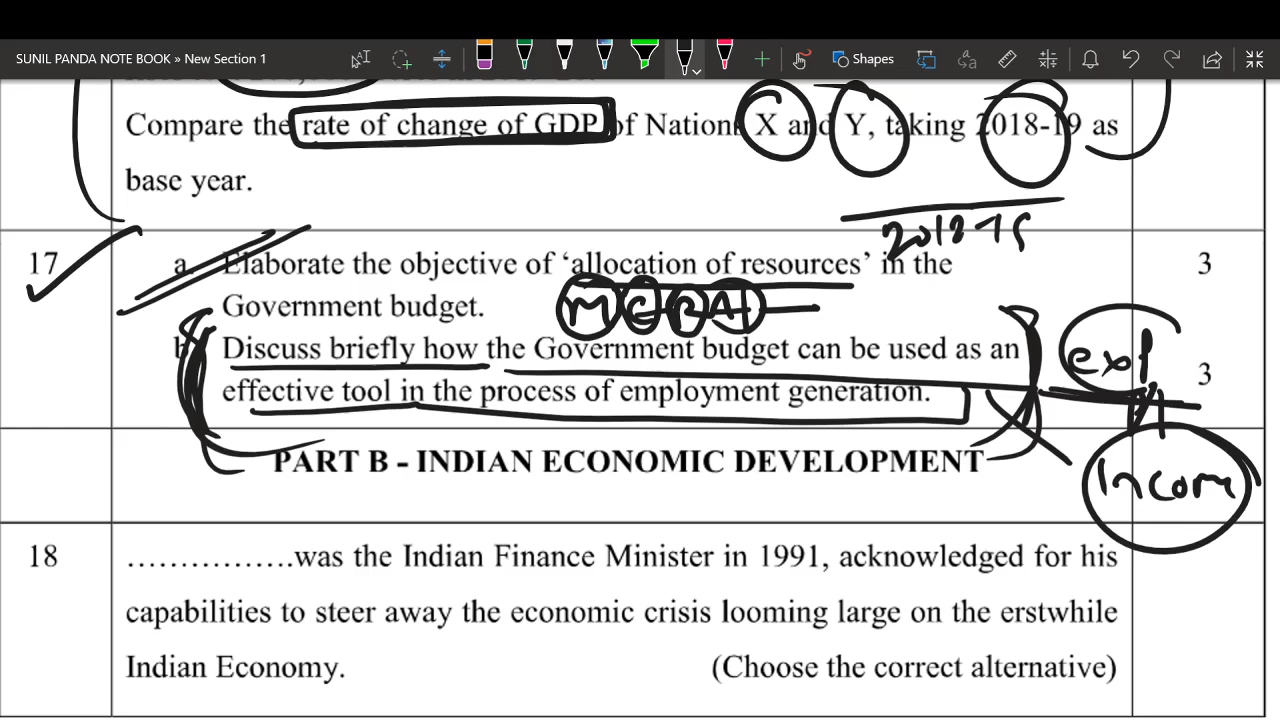 SUNIL PANDA NOTE BOOK » New Section 1
Shapes
Compare the rate of change of GDP of Nation X and Y, taking 2018-19 as
base year.
2018-19
17
a. Elaborate the objective of ‘allocation of resources’ in the
3
Government budget.
b. Discuss briefly how the Government budget can be used as an
effective tool in the process of employment generation.
3
Income
PART B - INDIAN ECONOMIC DEVELOPMENT
18
................was the Indian Finance Minister in 1991, acknowledged for his
capabilities to steer away the economic crisis looming large on the erstwhile
Indian Economy. (Choose the correct alternative)